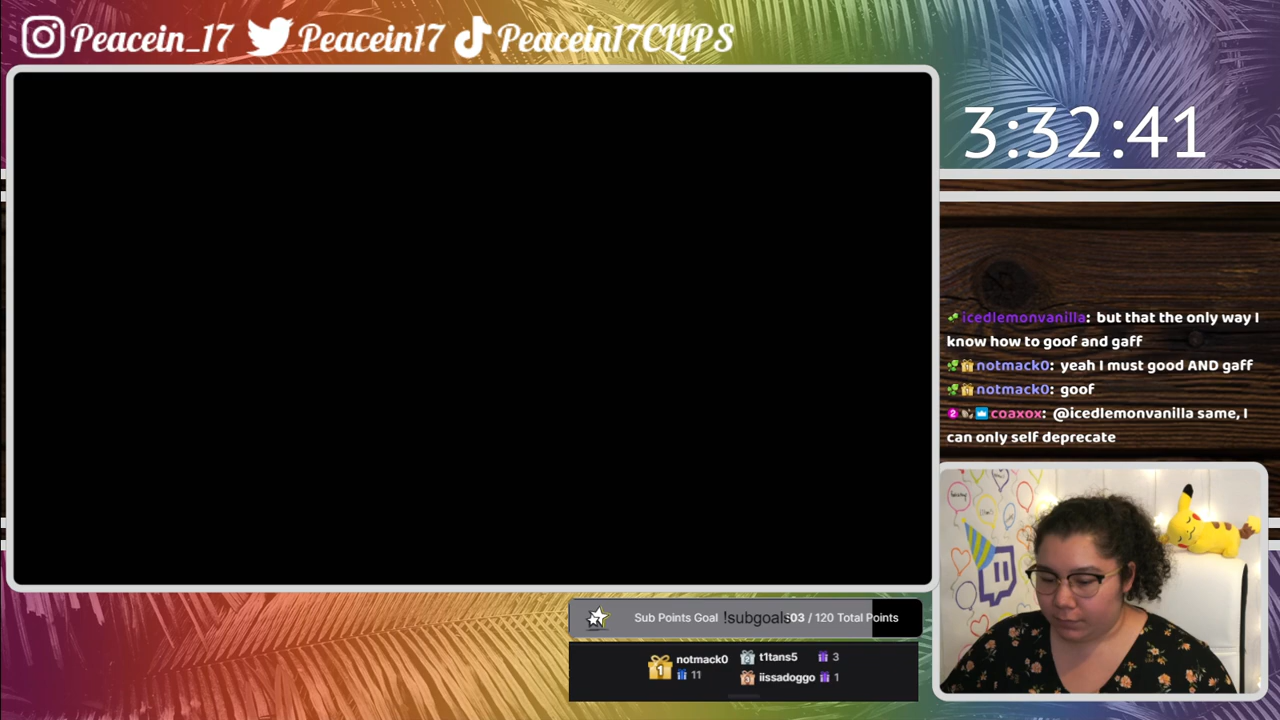 Peacein_17 Peacein17 Peacein17CLIPS
3:32:41
icedlemonvanilla: but that the only way I
know how to goof and gaff
notmack0: yeah I must good AND gaff
notmack0: goof
coaxox: @icedlemonvanilla same, I
can only self deprecate
Sub Points Goal !subgoals 03 / 120 Total Points
notmack0
1
11
t1tans5 3
iissadoggo 1